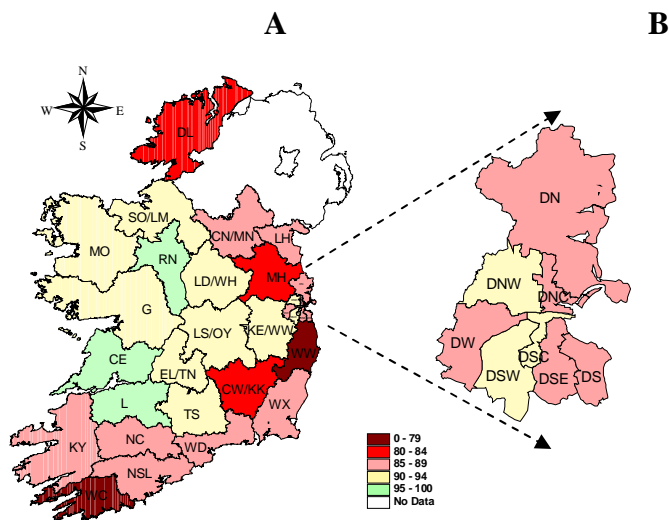 A
B
N
W
E
S
DL
SO/LM
MO
RN
CN/MN
LH
LD/WH
MH
G
LS/OY
KE/WW
WW
CE
EL/TN
CW/KK
L
TS
WX
KY
NC
WD
NSL
WC
DN
DNW
DNC
DW
DSC
DSW
DSE
DS
0 - 79
80 - 84
85 - 89
90 - 94
95 - 100
No Data